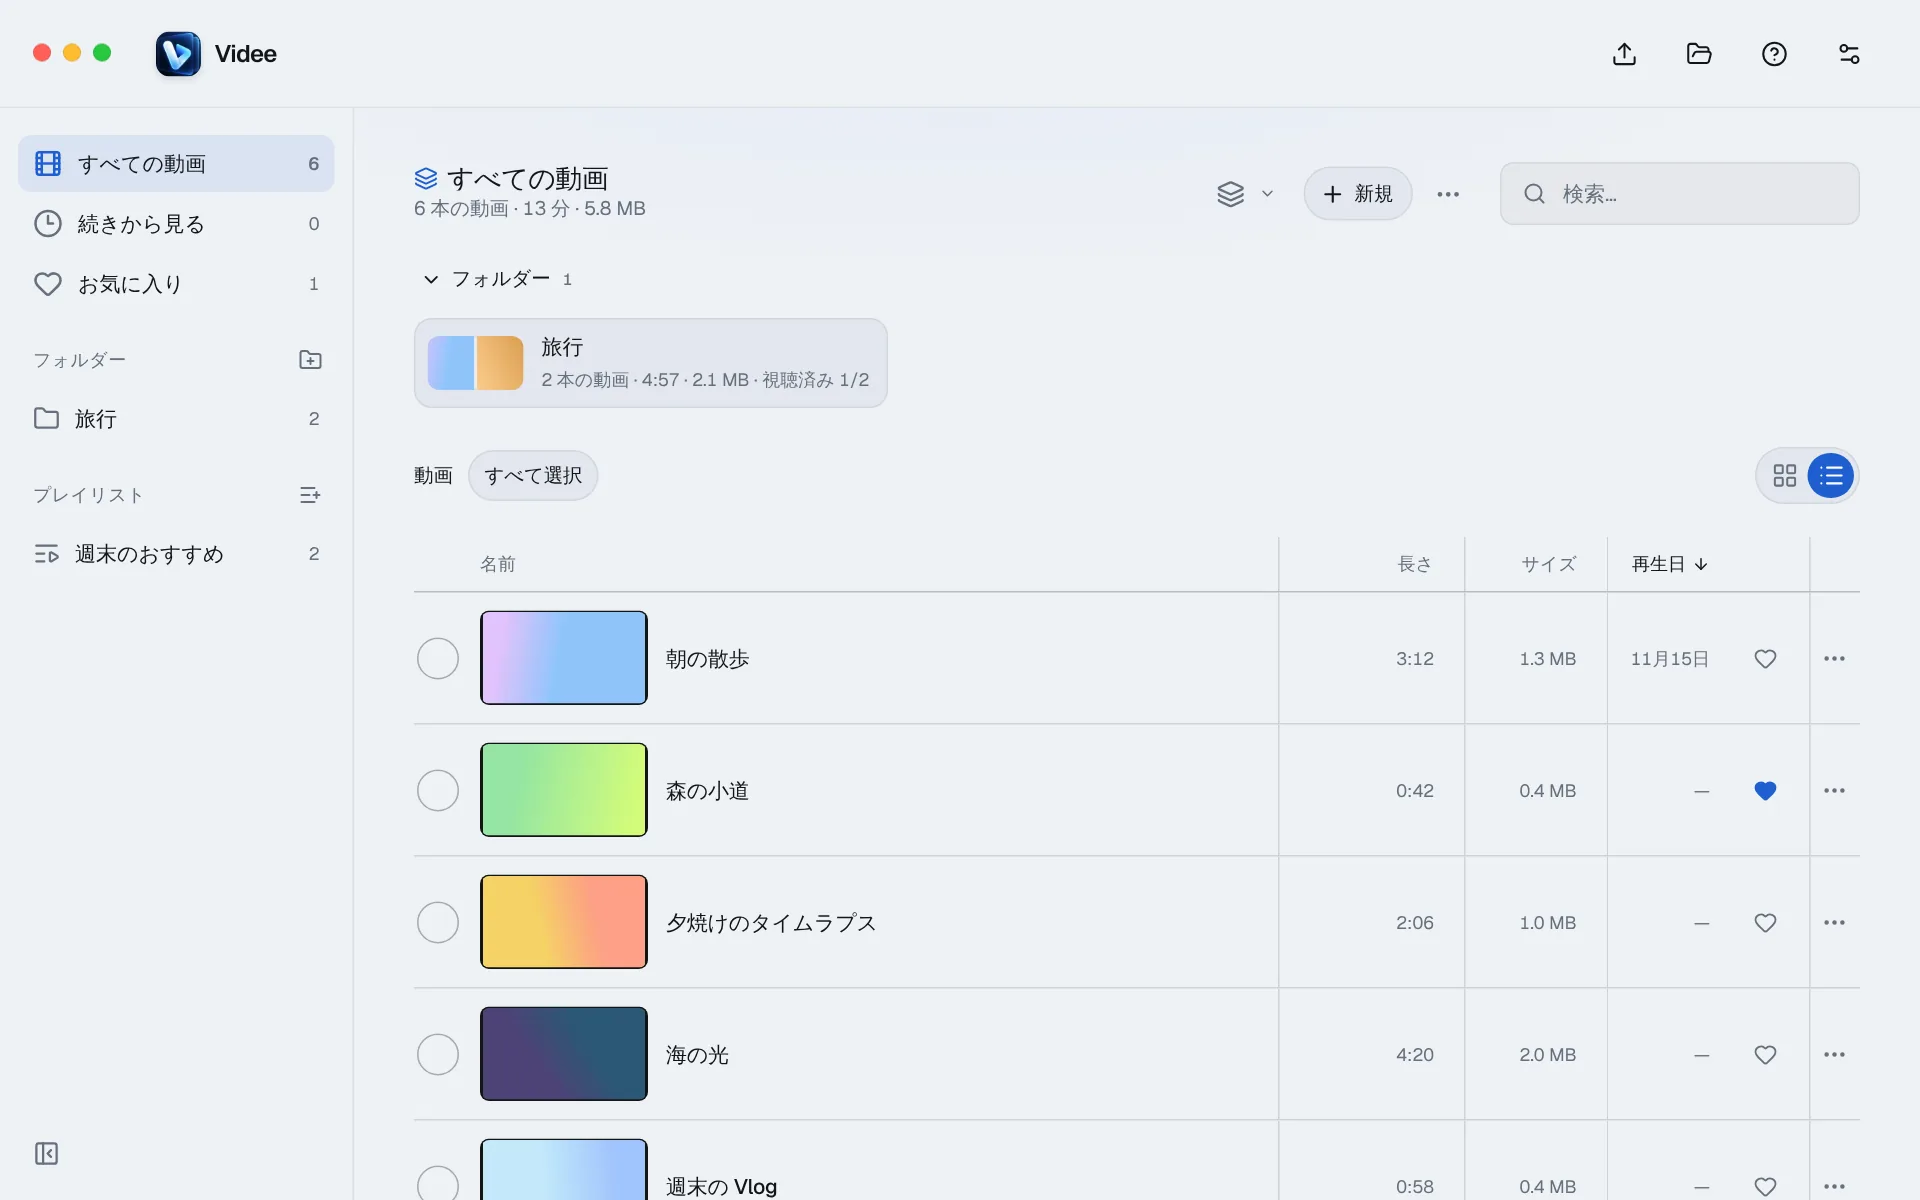 Videe
すべての動画 6
続きから見る 0
お気に入り 1
フォルダー
旅行 2
プレイリスト
週末のおすすめ 2
すべての動画
6 本の動画 · 13 分 · 5.8 MB
新規
検索...
フォルダー 1
旅行
2 本の動画 · 4:57 · 2.1 MB · 視聴済み 1/2
動画 すべて選択
名前 長さ サイズ 再生日
朝の散歩 3:12 1.3 MB 11月15日
森の小道 0:42 0.4 MB —
夕焼けのタイムラプス 2:06 1.0 MB —
海の光 4:20 2.0 MB —
週末の Vlog 0:58 0.4 MB —